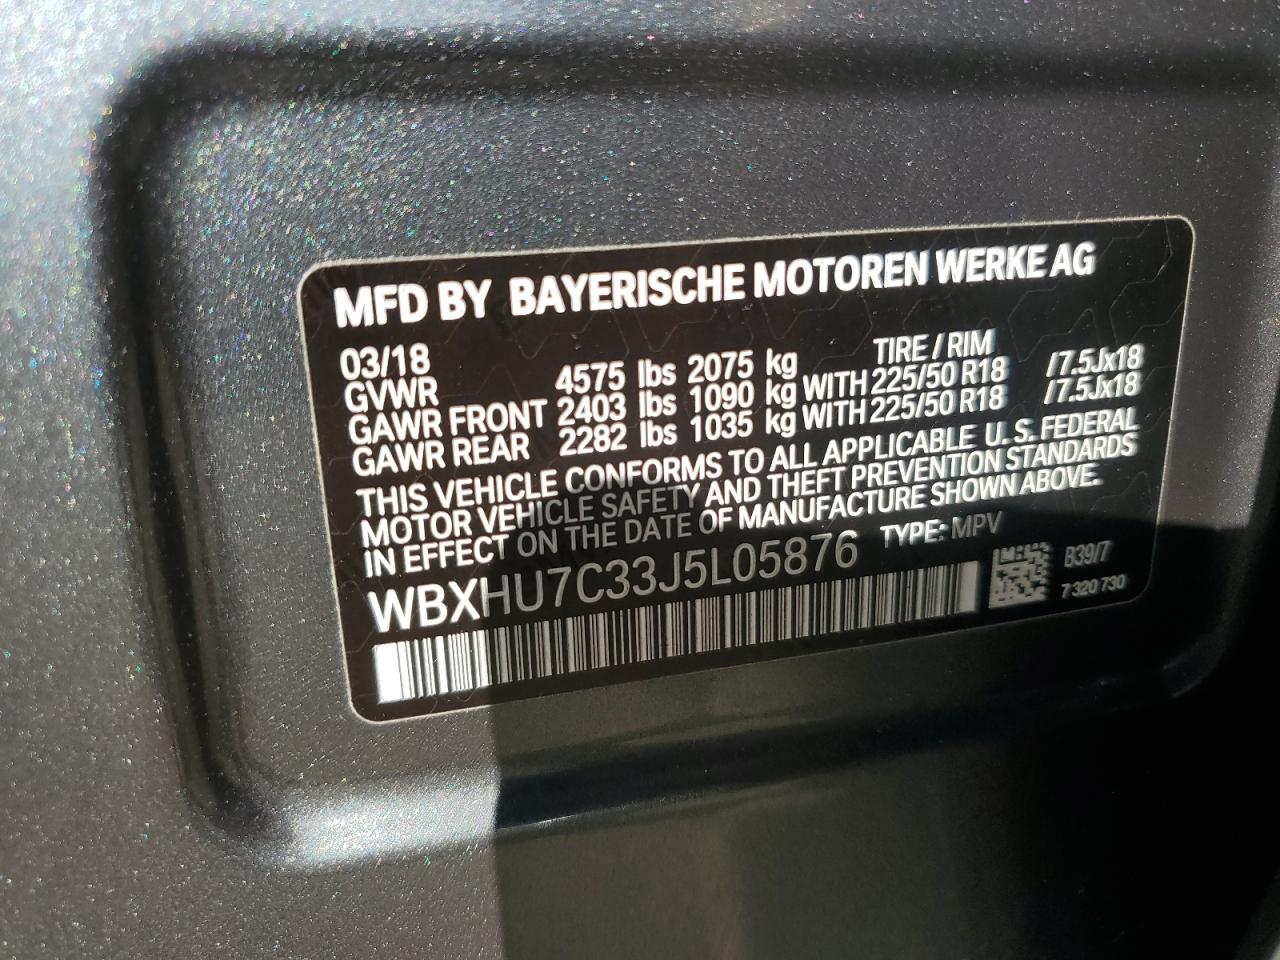 MFD BY BAYERISCHE MOTOREN WERKE AG
03/18 TIRE / RIM
GVWR 4575 lbs 2075 kg
GAWR FRONT 2403 lbs 1090 kg WITH 225/50 R18 /7.5Jx18
GAWR REAR 2282 lbs 1035 kg WITH 225/50 R18 /7.5Jx18
THIS VEHICLE CONFORMS TO ALL APPLICABLE U.S. FEDERAL
MOTOR VEHICLE SAFETY AND THEFT PREVENTION STANDARDS
IN EFFECT ON THE DATE OF MANUFACTURE SHOWN ABOVE.
WBXHU7C33J5L05876 TYPE: MPV
B39/7
7 320 730